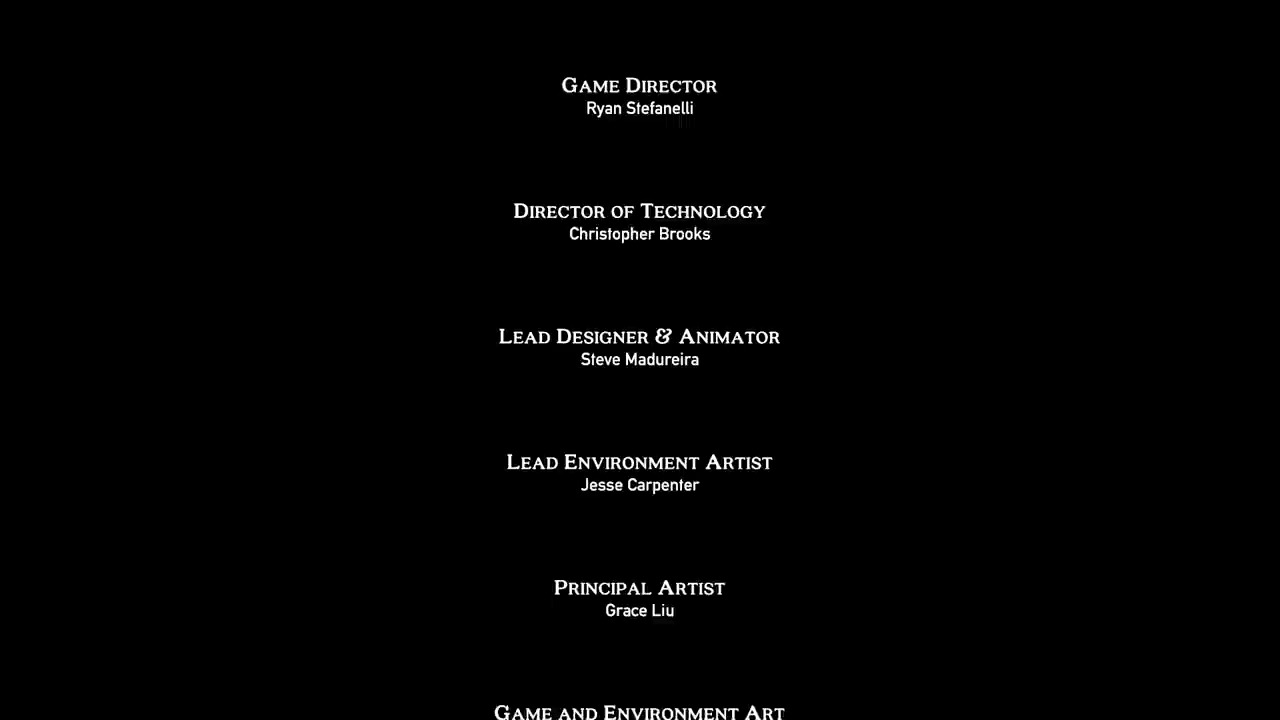 Game Director
Ryan Stefanelli
Director of Technology
Christopher Brooks
Lead Designer & Animator
Steve Madureira
Lead Environment Artist
Jesse Carpenter
Principal Artist
Grace Liu
Game and Environment Art